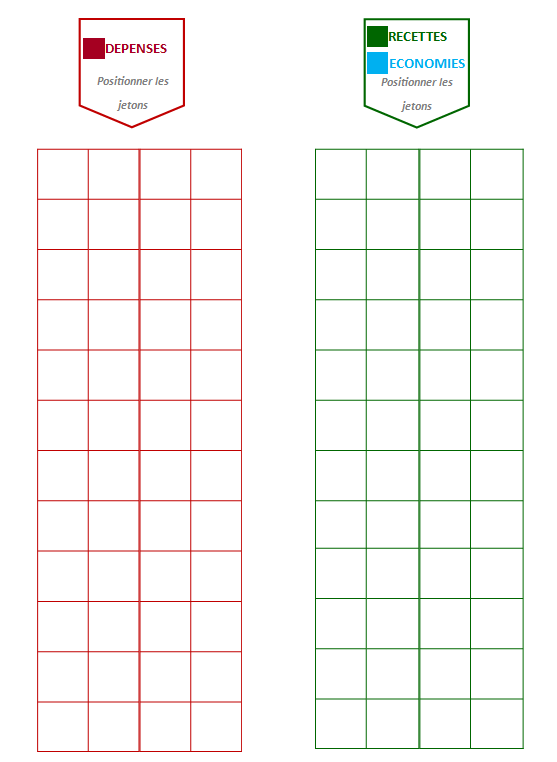 DEPENSES
Positionner les
jetons
RECETTES
ECONOMIES
Positionner les
jetons